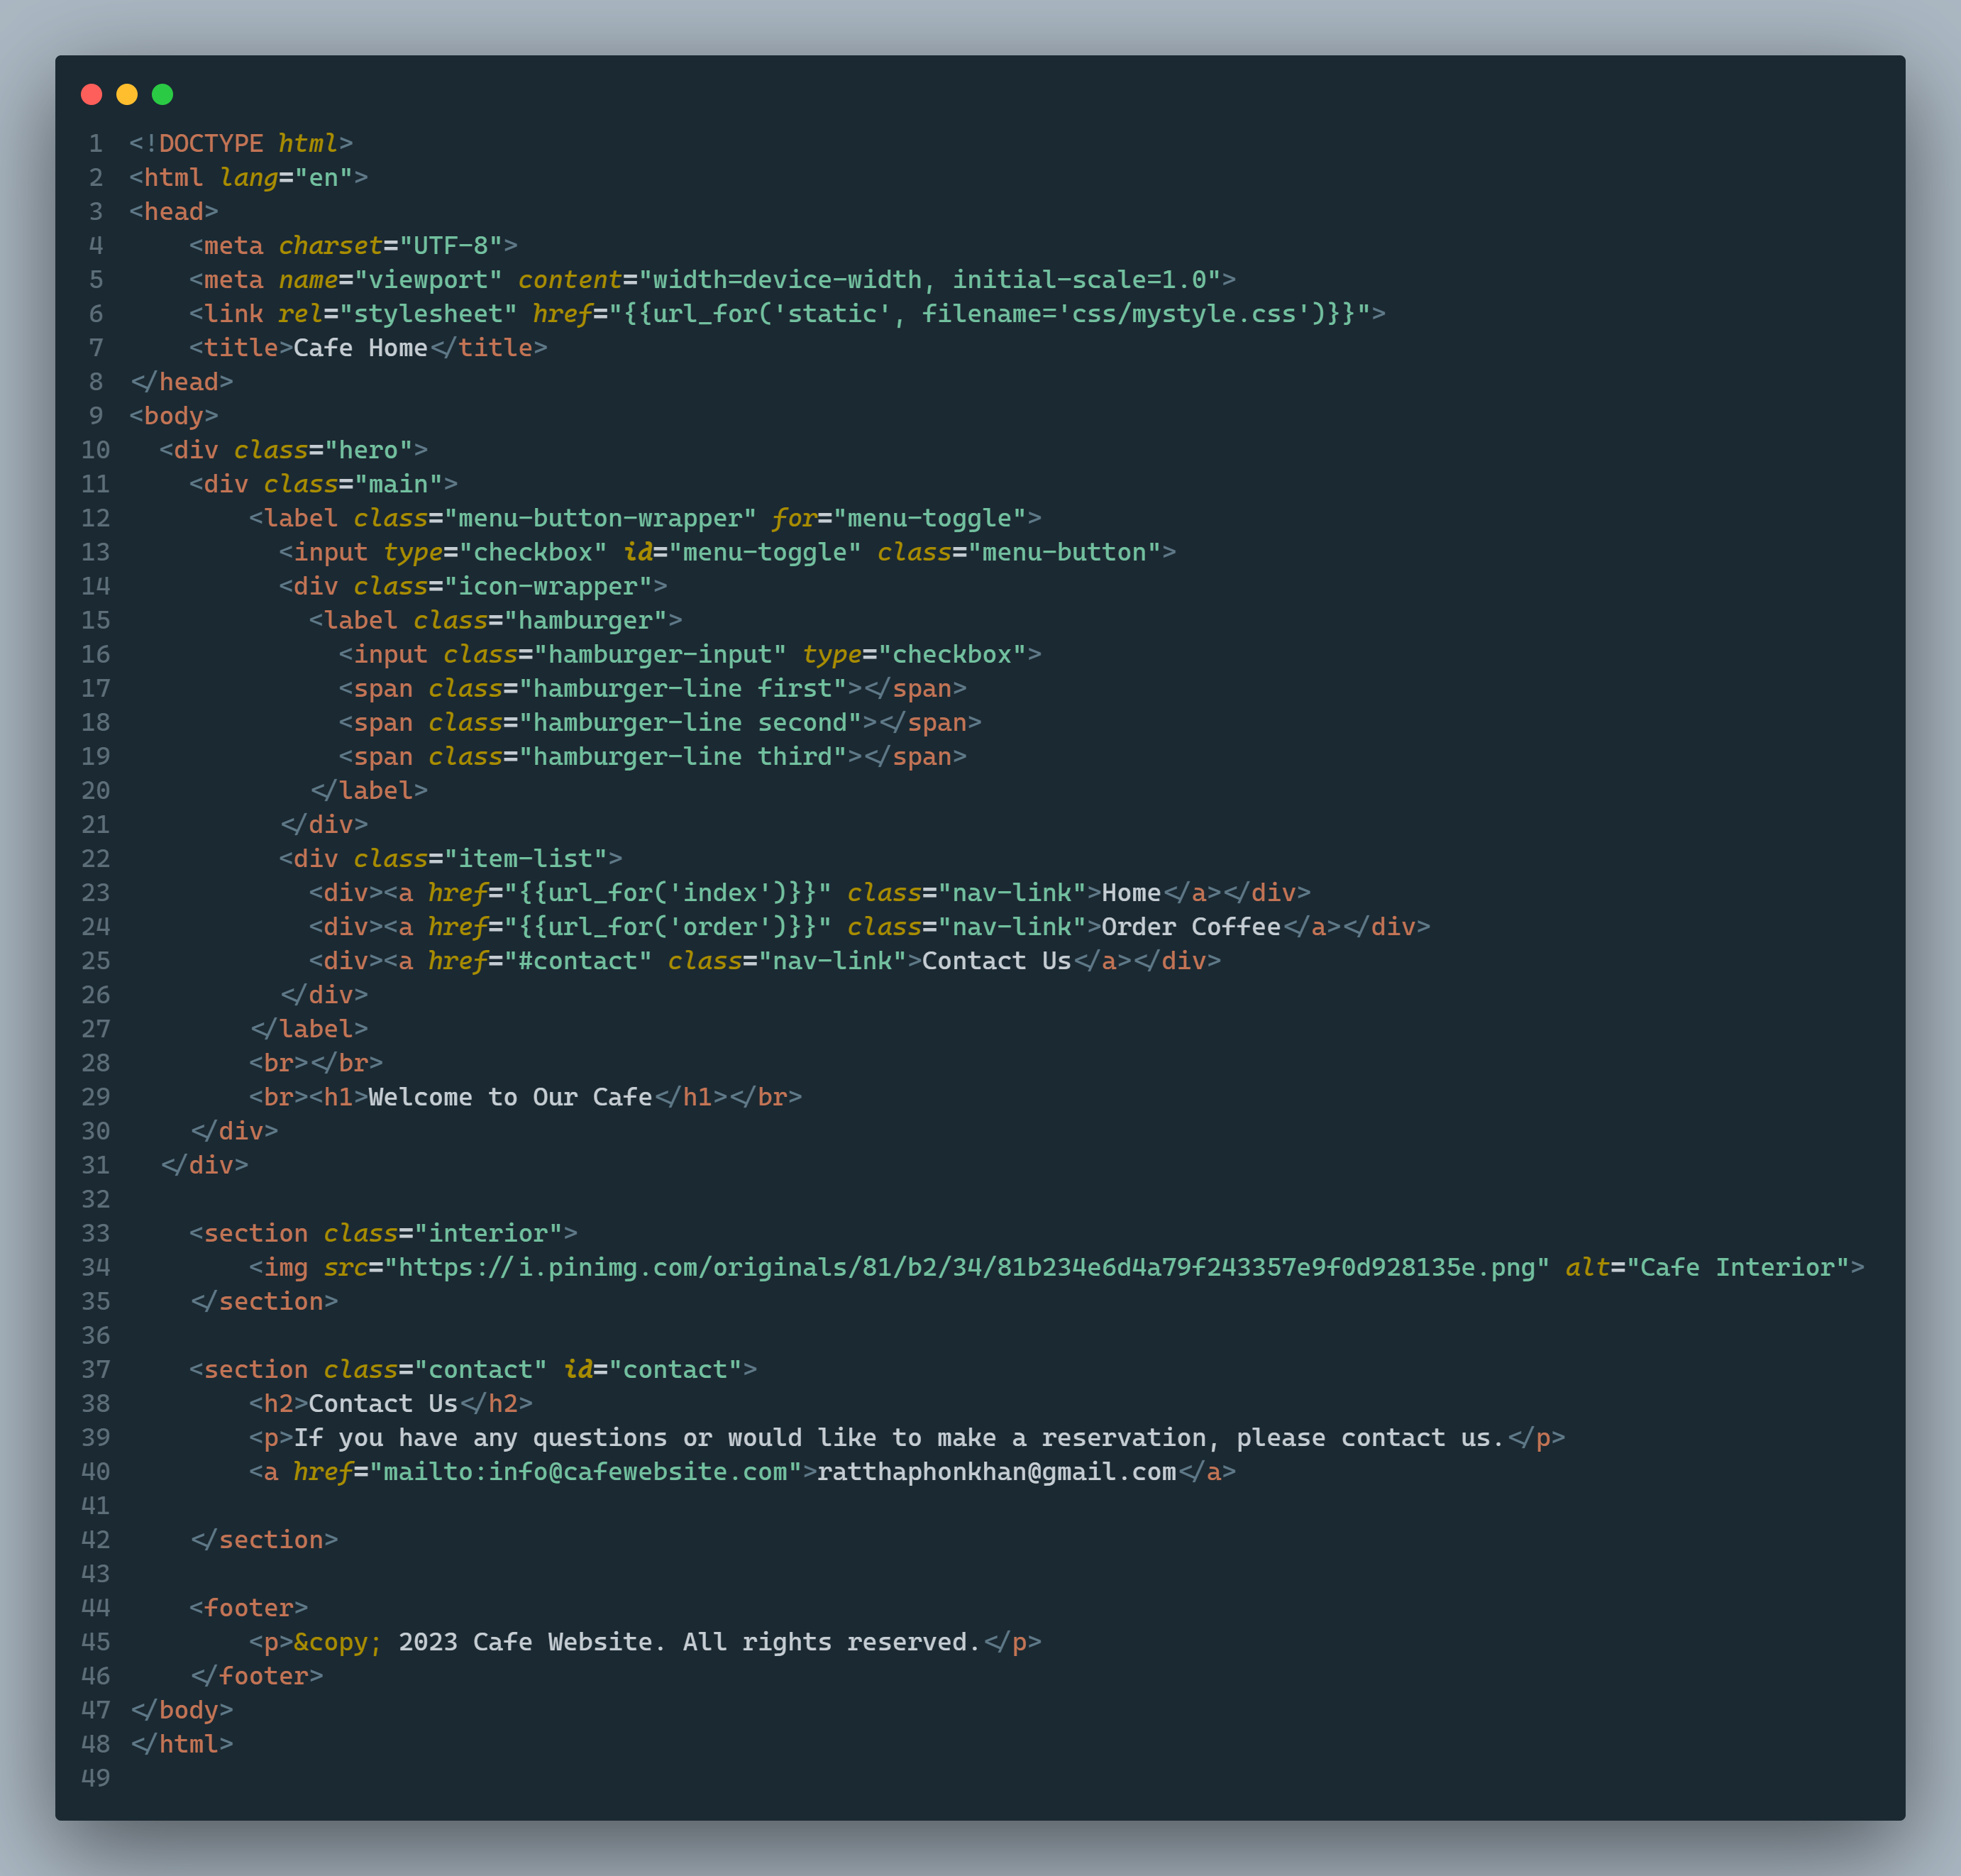 1 <!DOCTYPE html>
2 <html lang="en">
3 <head>
4     <meta charset="UTF-8">
5     <meta name="viewport" content="width=device-width, initial-scale=1.0">
6     <link rel="stylesheet" href="{{url_for('static', filename='css/mystyle.css')}}">
7     <title>Cafe Home</title>
8 </head>
9 <body>
10   <div class="hero">
11     <div class="main">
12         <label class="menu-button-wrapper" for="menu-toggle">
13           <input type="checkbox" id="menu-toggle" class="menu-button">
14           <div class="icon-wrapper">
15             <label class="hamburger">
16               <input class="hamburger-input" type="checkbox">
17               <span class="hamburger-line first"></span>
18               <span class="hamburger-line second"></span>
19               <span class="hamburger-line third"></span>
20             </label>
21           </div>
22           <div class="item-list">
23             <div><a href="{{url_for('index')}}" class="nav-link">Home</a></div>
24             <div><a href="{{url_for('order')}}" class="nav-link">Order Coffee</a></div>
25             <div><a href="#contact" class="nav-link">Contact Us</a></div>
26           </div>
27         </label>
28         <br></br>
29         <br><h1>Welcome to Our Cafe</h1></br>
30     </div>
31   </div>
32
33     <section class="interior">
34         <img src="https://i.pinimg.com/originals/81/b2/34/81b234e6d4a79f243357e9f0d928135e.png" alt="Cafe Interior">
35     </section>
36
37     <section class="contact" id="contact">
38         <h2>Contact Us</h2>
39         <p>If you have any questions or would like to make a reservation, please contact us.</p>
40         <a href="mailto:info@cafewebsite.com">ratthaphonkhan@gmail.com</a>
41
42     </section>
43
44     <footer>
45         <p>&copy; 2023 Cafe Website. All rights reserved.</p>
46     </footer>
47 </body>
48 </html>
49